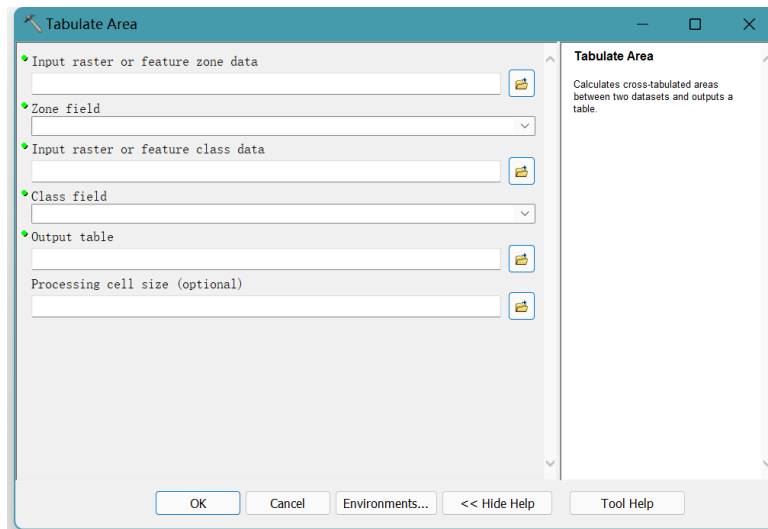 Tabulate Area
Input raster or feature zone data
Zone field
Input raster or feature class data
Class field
Output table
Processing cell size (optional)
Tabulate Area
Calculates cross-tabulated areas
between two datasets and outputs a
table.
OK
Cancel
Environments...
<< Hide Help
Tool Help